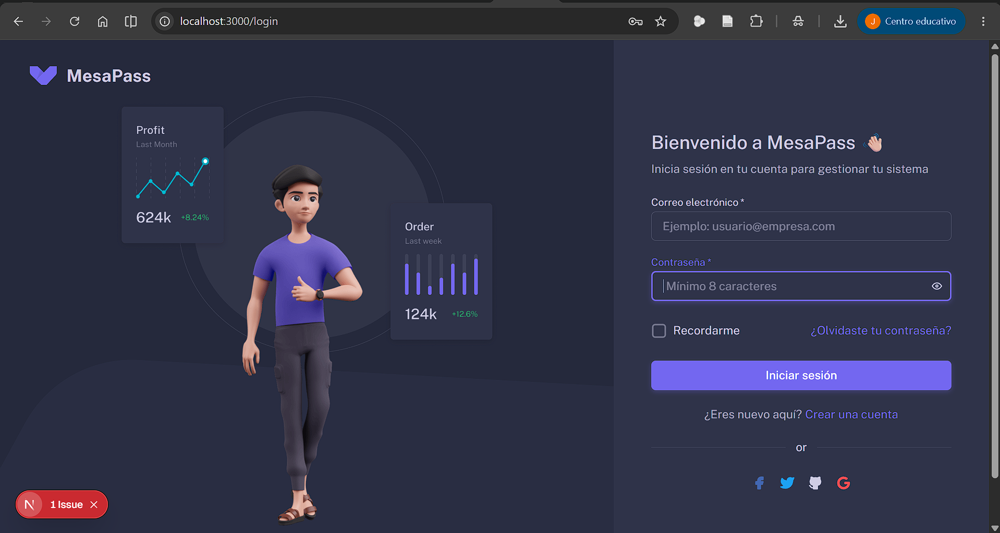 localhost:3000/login
J
Centro educativo
MesaPass
Profit
Last Month
624k
+8.24%
Order
Last week
124k
+12.6%
Bienvenido a MesaPass 👋🏻
Inicia sesión en tu cuenta para gestionar tu sistema
Correo electrónico *
Ejemplo: usuario@empresa.com
Contraseña *
Mínimo 8 caracteres
Recordarme
¿Olvidaste tu contraseña?
Iniciar sesión
¿Eres nuevo aquí? Crear una cuenta
or
N 1 Issue